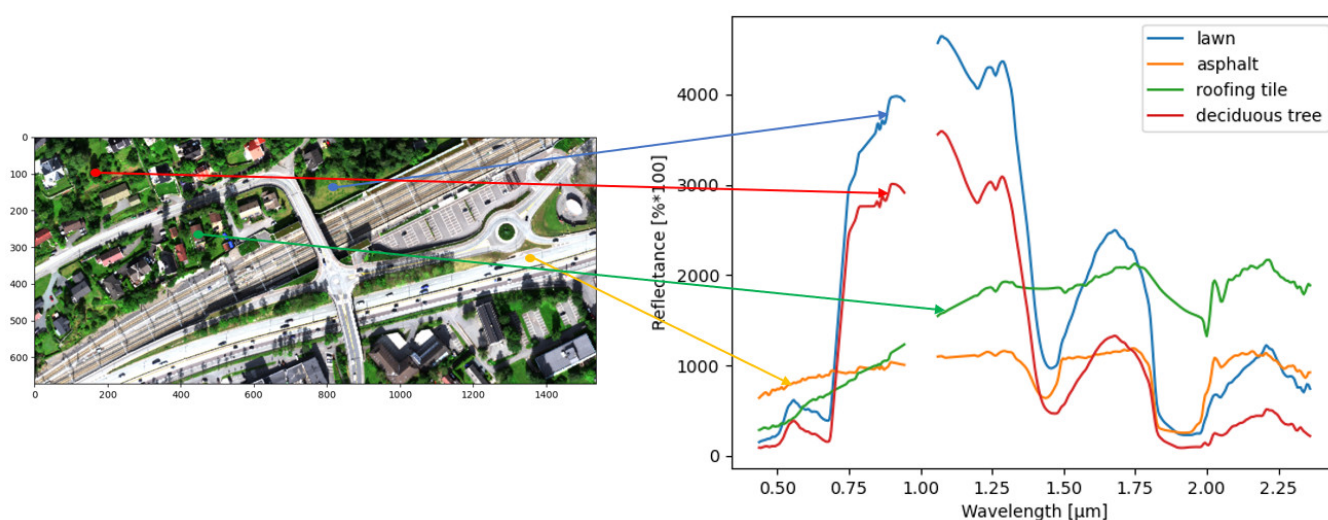 0
100
200
300
400
500
600
0 200 400 600 800 1000 1200 1400
Reflectance [%*100]
4000
3000
2000
1000
0
lawn
asphalt
roofing tile
deciduous tree
0.50 0.75 1.00 1.25 1.50 1.75 2.00 2.25
Wavelength [μm]